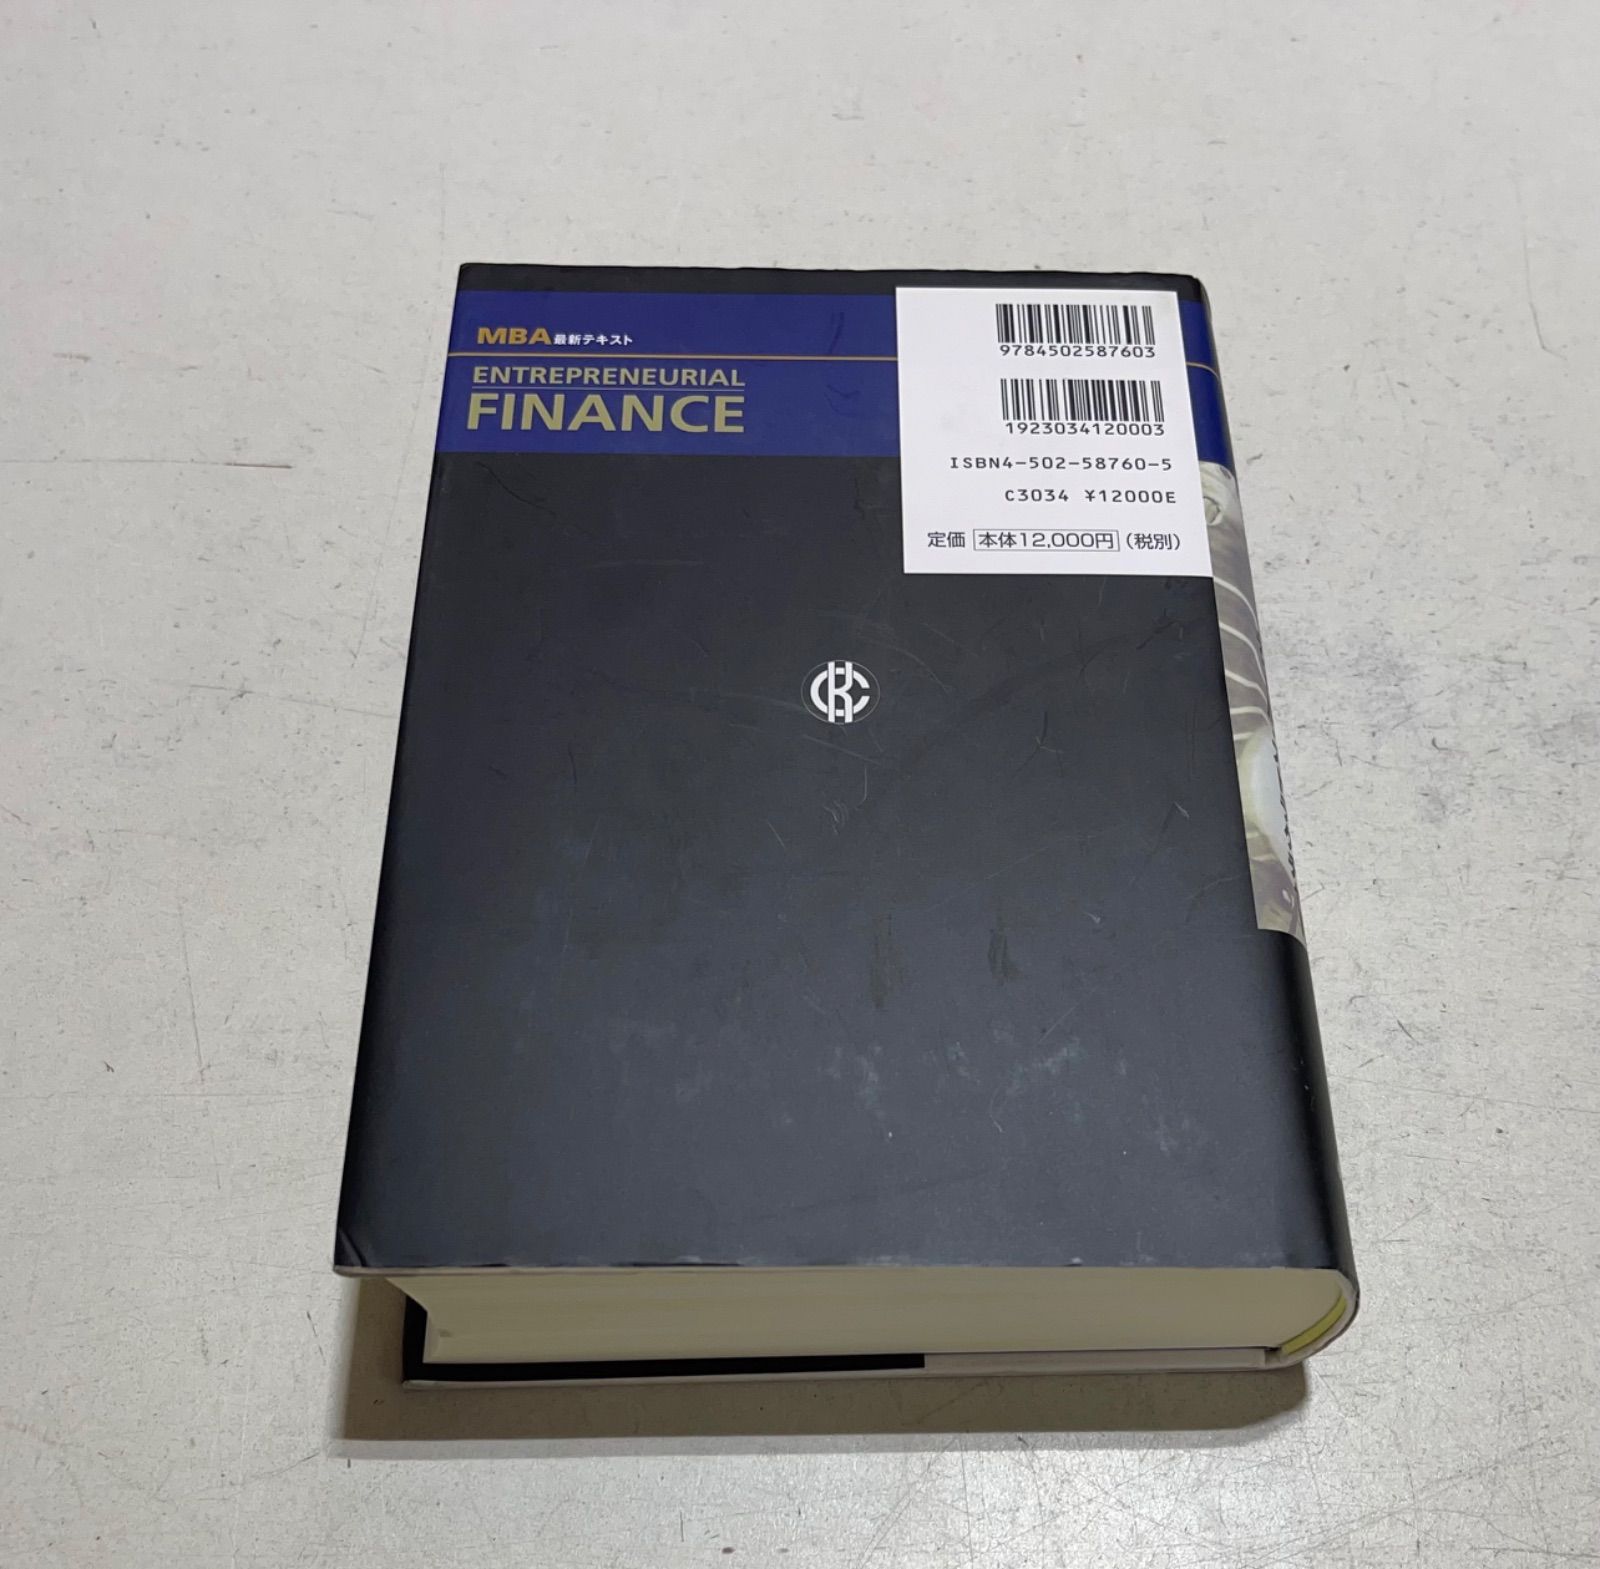 MBA最新テキスト
ENTREPRENEURIAL
FINANCE
9784502587603
1923034120003
ISBN4-502-58760-5
C3034 ¥12000E
定価 本体12,000円 (税別)